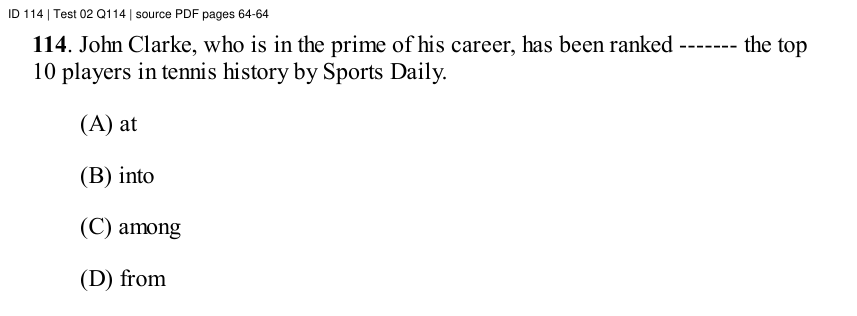 ID 114 | Test 02 Q114 | source PDF pages 64-64
114. John Clarke, who is in the prime of his career, has been ranked ------- the top
10 players in tennis history by Sports Daily.
(A) at
(B) into
(C) among
(D) from